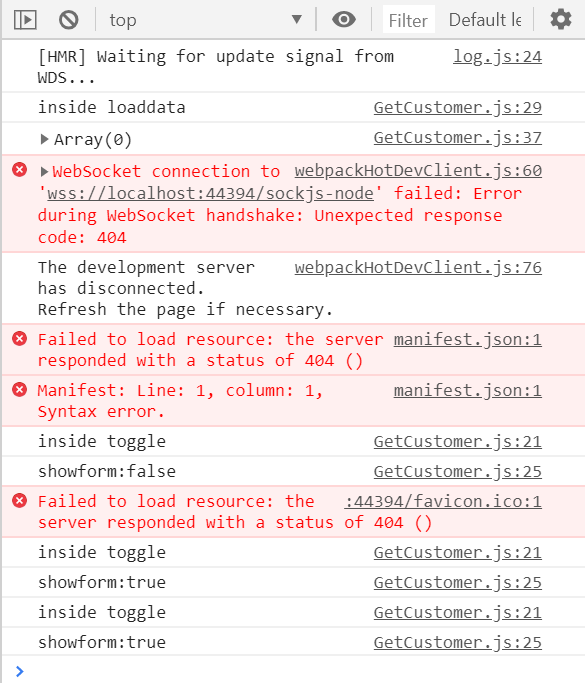 top
Filter
Default le
[HMR] Waiting for update signal from log.js:24
WDS...
inside loaddata GetCustomer.js:29
Array(0) GetCustomer.js:37
WebSocket connection to webpackHotDevClient.js:60
'wss://localhost:44394/sockjs-node' failed: Error
during WebSocket handshake: Unexpected response
code: 404
The development server webpackHotDevClient.js:76
has disconnected.
Refresh the page if necessary.
Failed to load resource: the server manifest.json:1
responded with a status of 404 ()
Manifest: Line: 1, column: 1, manifest.json:1
Syntax error.
inside toggle GetCustomer.js:21
showform:false GetCustomer.js:25
Failed to load resource: the :44394/favicon.ico:1
server responded with a status of 404 ()
inside toggle GetCustomer.js:21
showform:true GetCustomer.js:25
inside toggle GetCustomer.js:21
showform:true GetCustomer.js:25